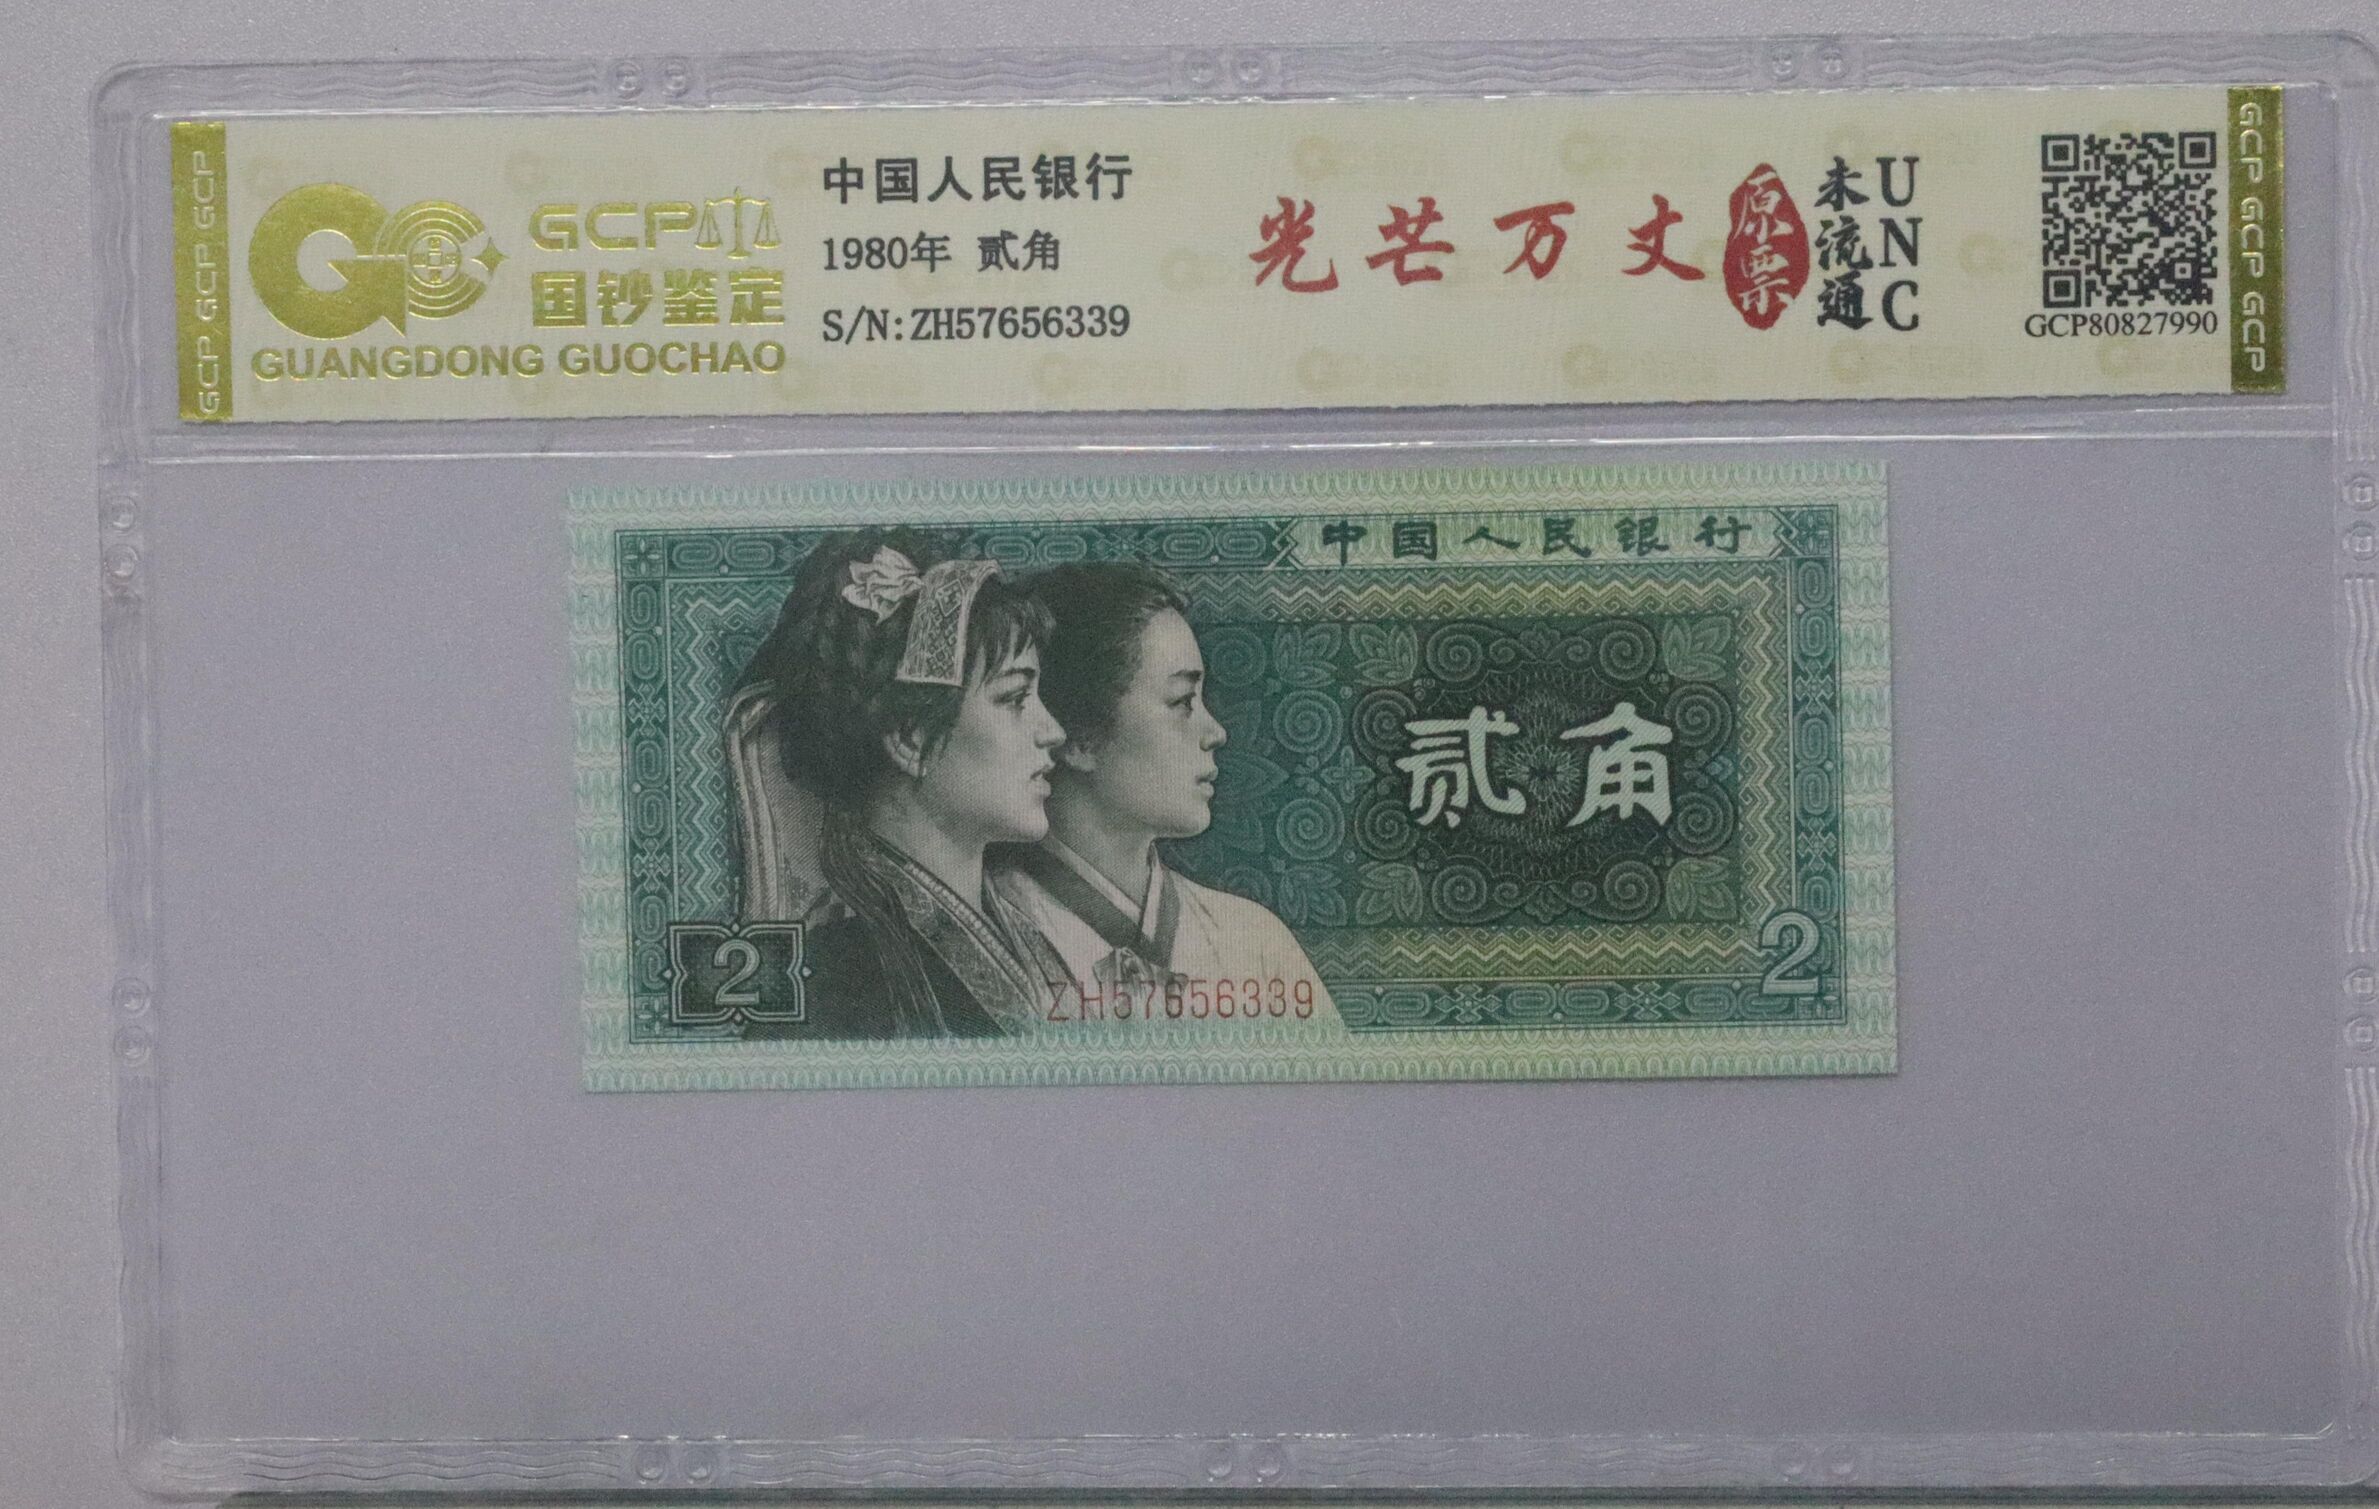 GCP GCP GCP
GCP
国钞鉴定
GUANGDONG GUOCHAO
中国人民银行
1980年 贰角
S/N:ZH57656339
光芒万丈
原票
未流通
UNC
GCP80827990
GCP GCP GCP
中国人民银行
贰角
2
2
ZH57656339